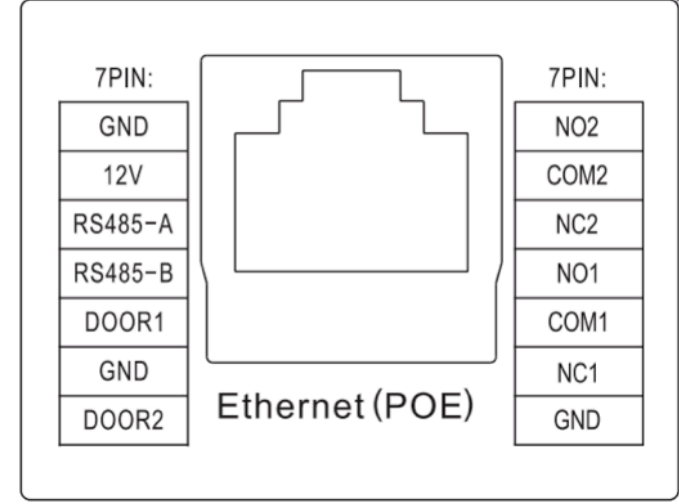 7PIN:
GND
12V
RS485-A
RS485-B
DOOR1
GND
DOOR2
Ethernet (POE)
7PIN:
NO2
COM2
NC2
NO1
COM1
NC1
GND